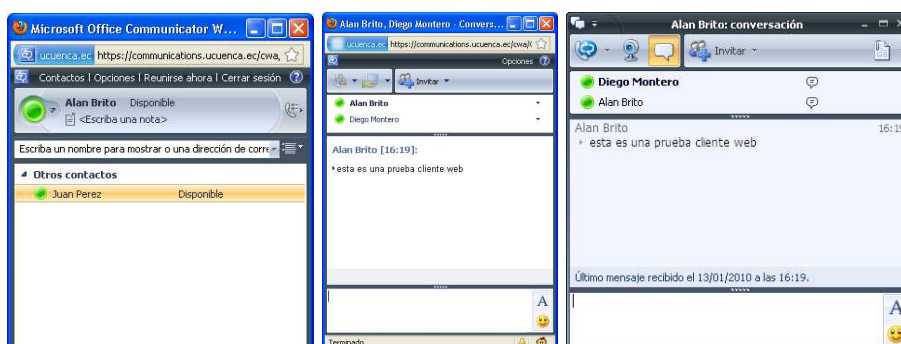 Microsoft Office Communicator W...
ucuenca.ec https://communications.ucuenca.ec/cwa,
Contactos | Opciones | Reunirse ahora | Cerrar sesión
Alan Brito Disponible
<Escriba una nota>
Escriba un nombre para mostrar o una dirección de corre
Otros contactos
Juan Perez Disponible
Alan Brito, Diego Montero - Convers...
ucuenca.ec https://communications.ucuenca.ec/cwa/(
Opciones
Invitar
Alan Brito
Diego Montero
Alan Brito [16:19]:
esta es una prueba cliente web
A
Terminado
Alan Brito: conversación
Invitar
Diego Montero
Alan Brito
Alan Brito 16:19
esta es una prueba cliente web
Último mensaje recibido el 13/01/2010 a las 16:19.
A